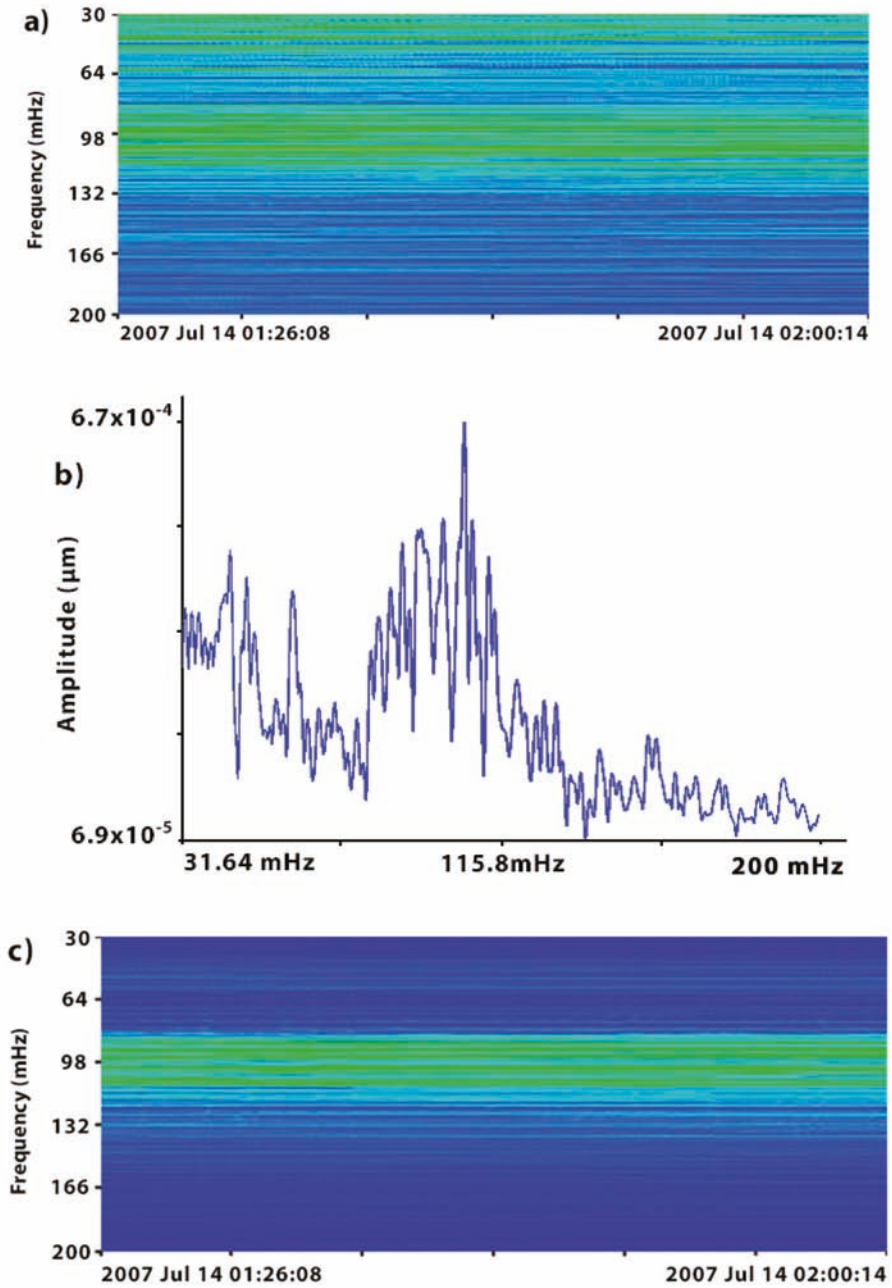 a)
Frequency (mHz)
30
64
98
132
166
200
2007 Jul 14 01:26:08 2007 Jul 14 02:00:14
b)
Amplitude (μm)
6.7x10⁻⁴
6.9x10⁻⁵
31.64 mHz 115.8mHz 200 mHz
c)
Frequency (mHz)
30
64
98
132
166
200
2007 Jul 14 01:26:08 2007 Jul 14 02:00:14